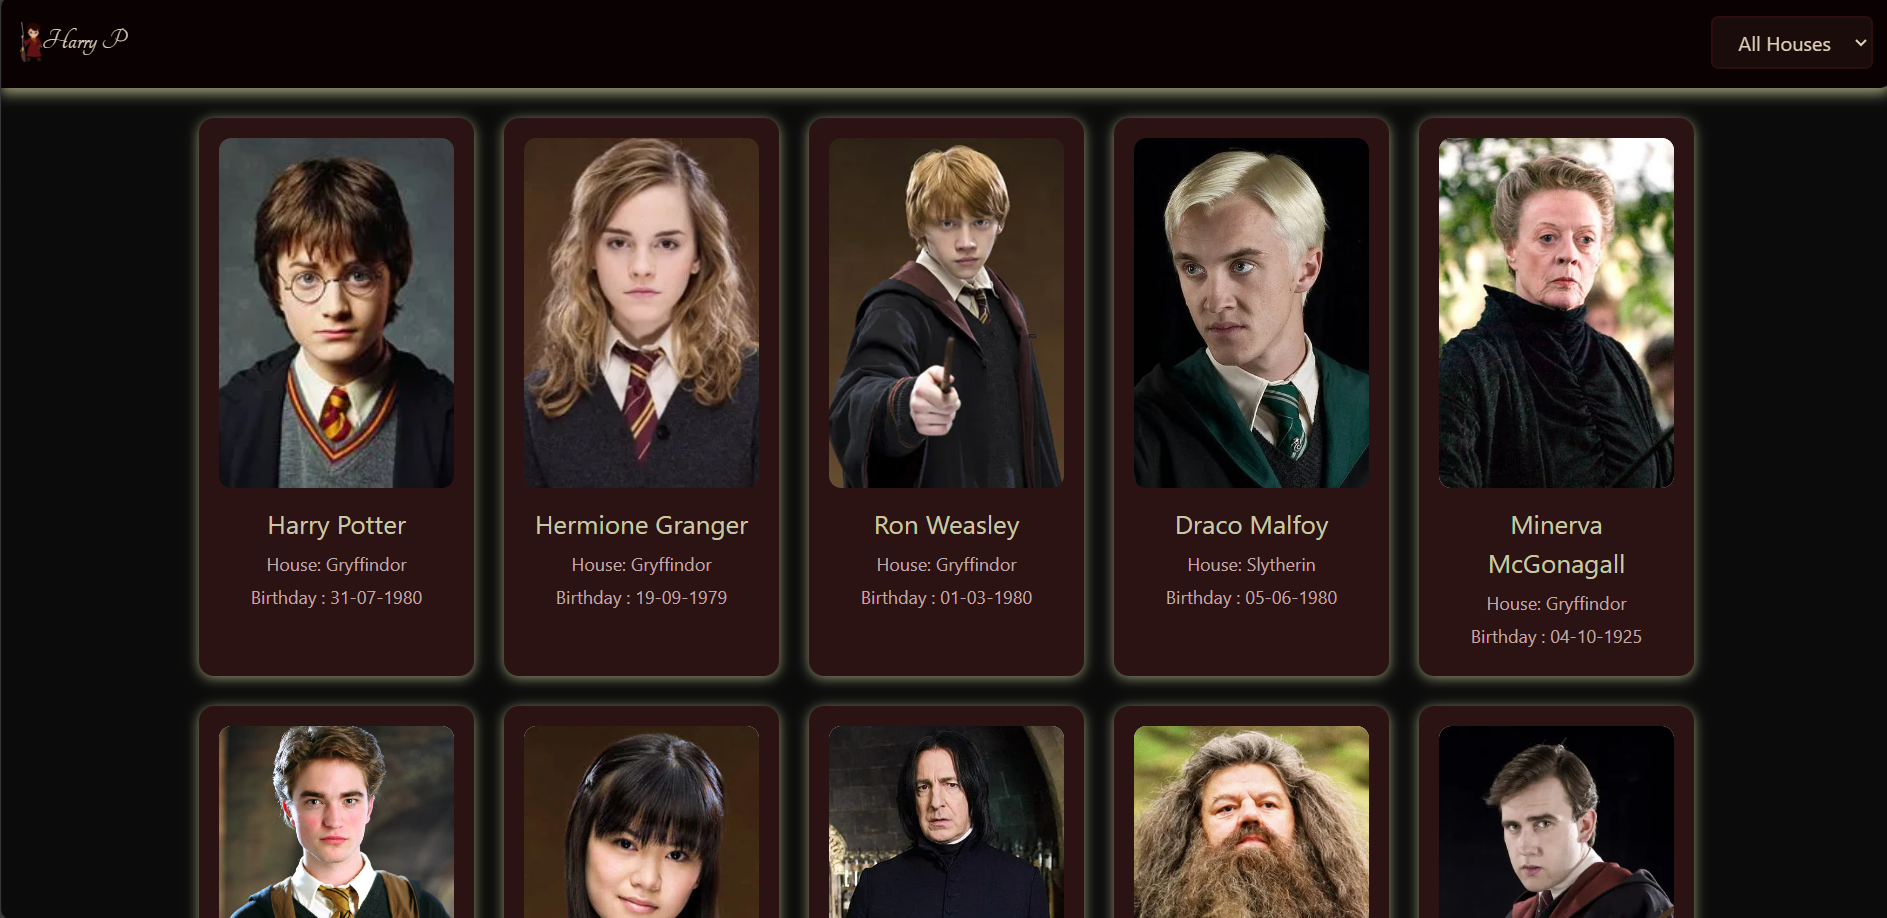 Harry P
All Houses
Harry Potter
House: Gryffindor
Birthday : 31-07-1980
Hermione Granger
House: Gryffindor
Birthday : 19-09-1979
Ron Weasley
House: Gryffindor
Birthday : 01-03-1980
Draco Malfoy
House: Slytherin
Birthday : 05-06-1980
Minerva
McGonagall
House: Gryffindor
Birthday : 04-10-1925